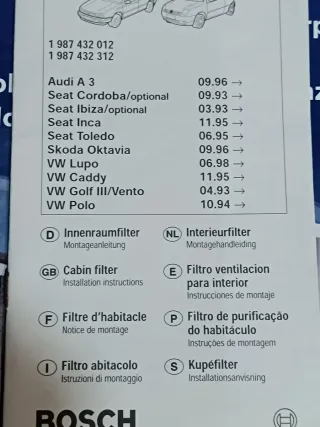 1 987 432 012
1 987 432 312
Audi A 3 09.96 →
Seat Cordoba/optional 09.93 →
Seat Ibiza/optional 03.93 →
Seat Inca 11.95 →
Seat Toledo 06.95 →
Skoda Oktavia 09.96 →
VW Lupo 06.98 →
VW Caddy 11.95 →
VW Golf III/Vento 04.93 →
VW Polo 10.94 →
D Innenraumfilter
Montageanleitung
NL Interieurfilter
Montagehandleiding
GB Cabin filter
Installation instructions
E Filtro ventilacion
para interior
Instrucciones de montaje
F Filtre d'habitacle
Notice de montage
P Filtro de purificação
do habitáculo
Instruções de montagem
I Filtro abitacolo
Istruzioni di montaggio
S Kupéfilter
Installationsanvisning
BOSCH